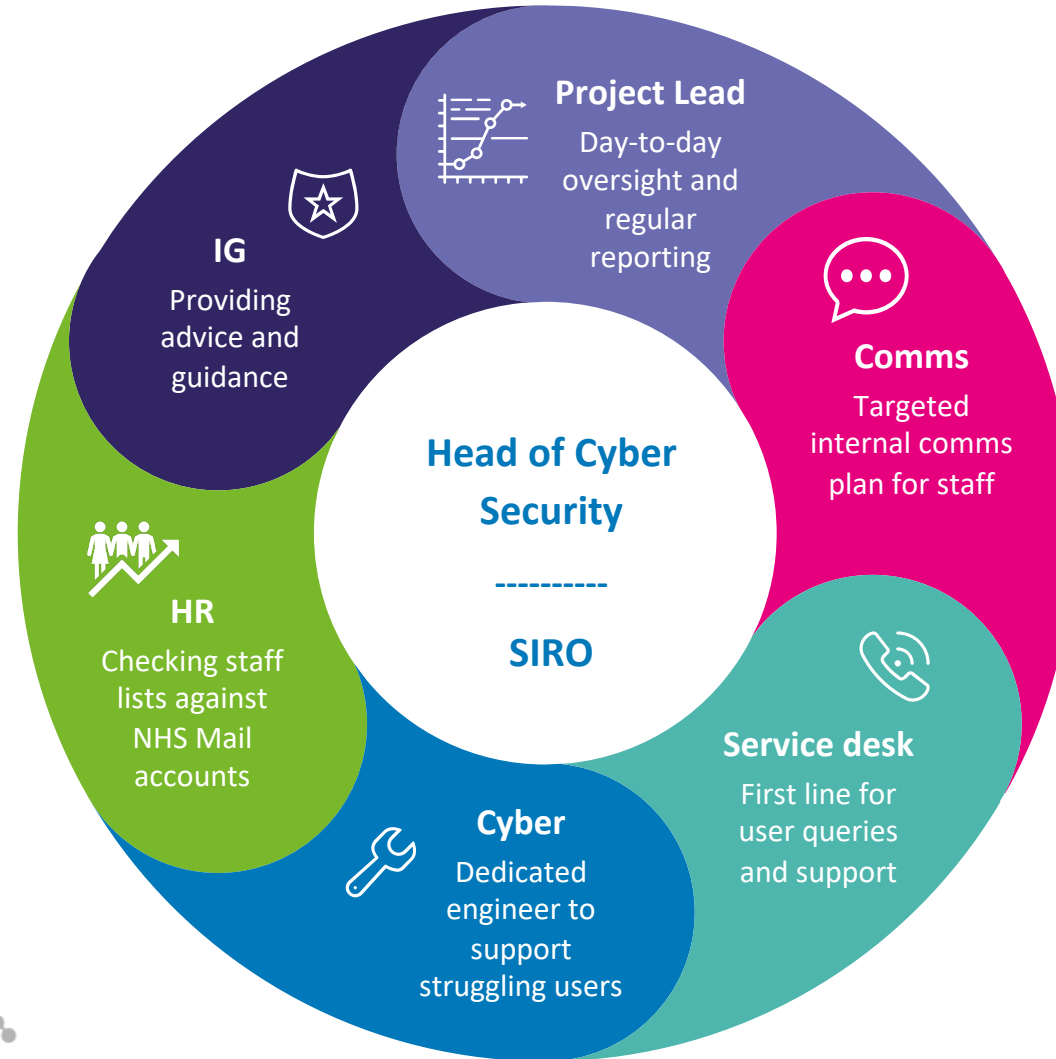 Project Lead
Day-to-day
oversight and
regular
reporting
Comms
Targeted
internal comms
plan for staff
Service desk
First line for
user queries
and support
Cyber
Dedicated
engineer to
support
struggling users
HR
Checking staff
lists against
NHS Mail
accounts
IG
Providing
advice and
guidance
Head of Cyber
Security
----------
SIRO